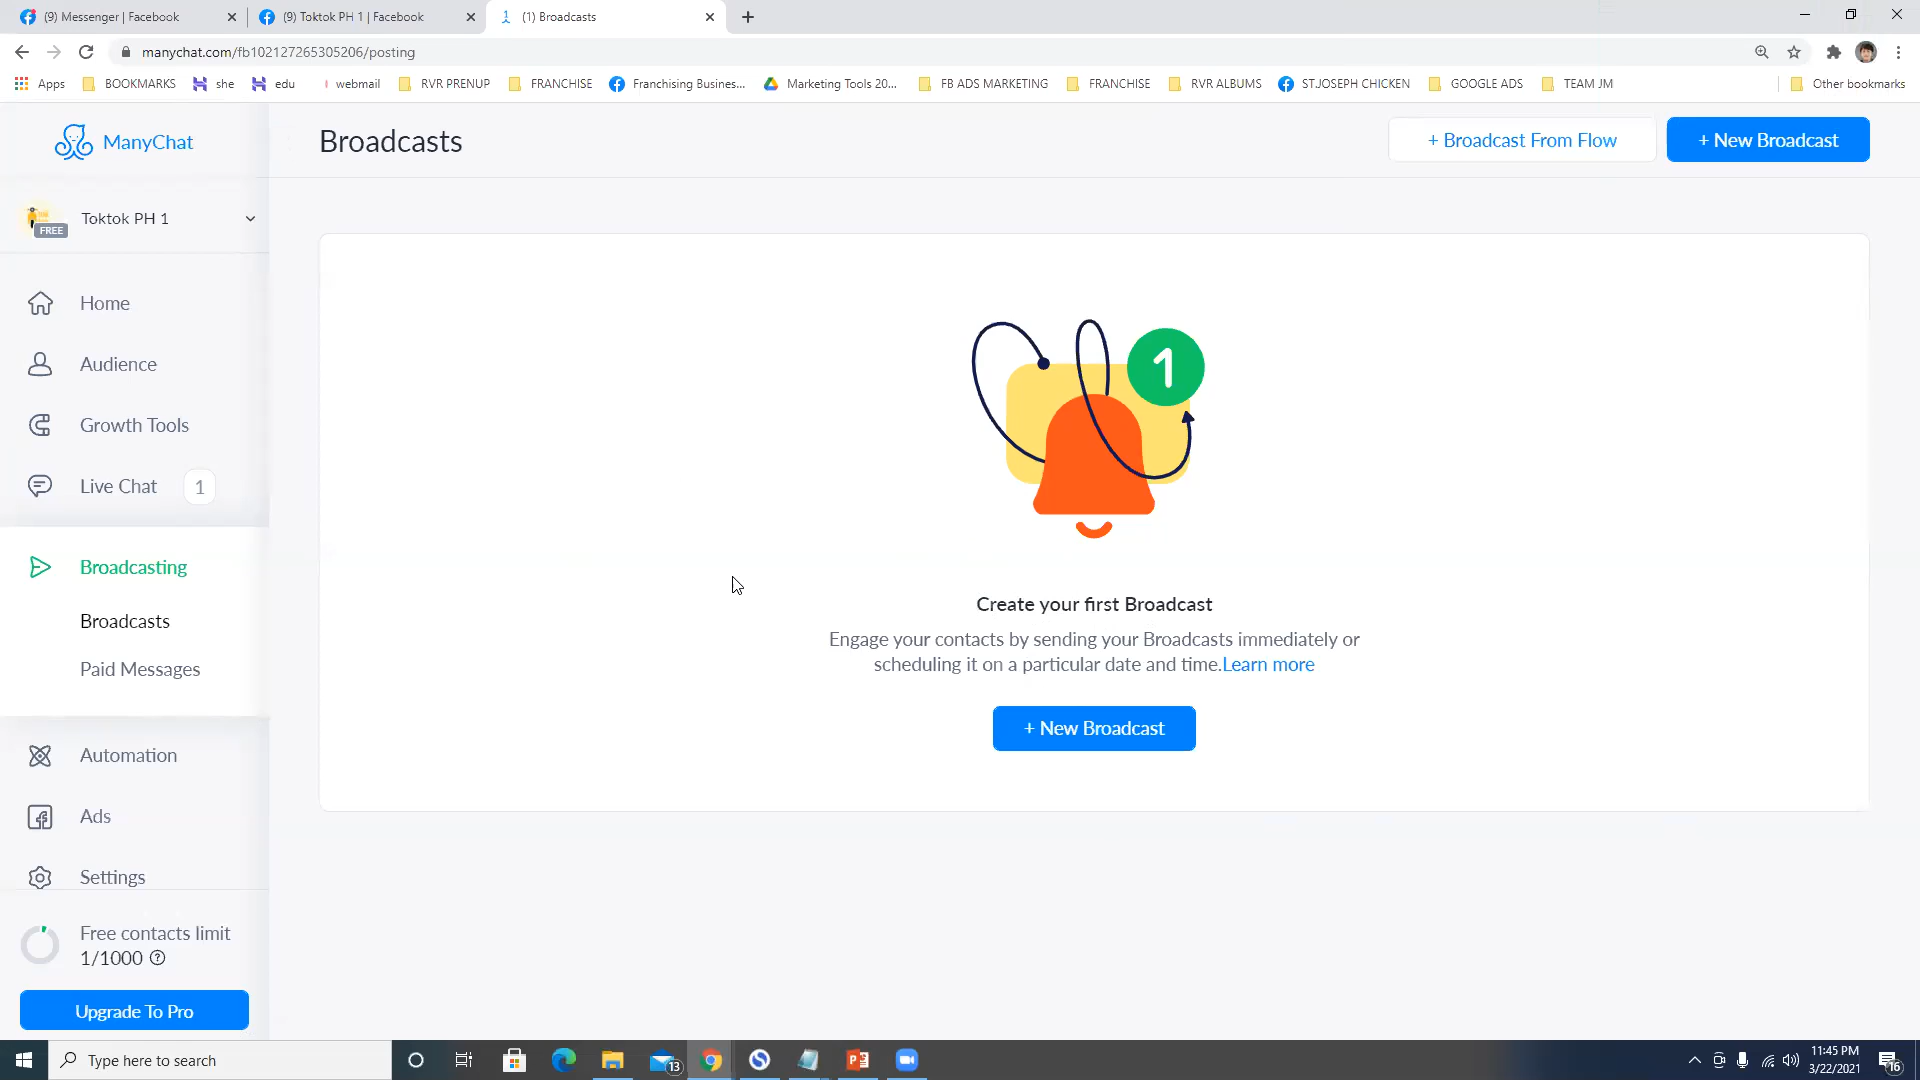 (9) Messenger | Facebook
(9) Toktok PH 1 | Facebook
(1) Broadcasts
manychat.com/fb102127265305206/posting
Apps
BOOKMARKS
she
edu
webmail
RVR PRENUP
FRANCHISE
Franchising Busines...
Marketing Tools 20...
FB ADS MARKETING
FRANCHISE
RVR ALBUMS
ST.JOSEPH CHICKEN
GOOGLE ADS
TEAM JM
Other bookmarks
ManyChat
Broadcasts
+ Broadcast From Flow
+ New Broadcast
FREE
Toktok PH 1
Home
Audience
Growth Tools
Live Chat
1
Broadcasting
Broadcasts
Paid Messages
Automation
Ads
Settings
Free contacts limit
1/1000
Upgrade To Pro
1
Create your first Broadcast
Engage your contacts by sending your Broadcasts immediately or
scheduling it on a particular date and time.Learn more
+ New Broadcast
Type here to search
13
11:45 PM
3/22/2021
16